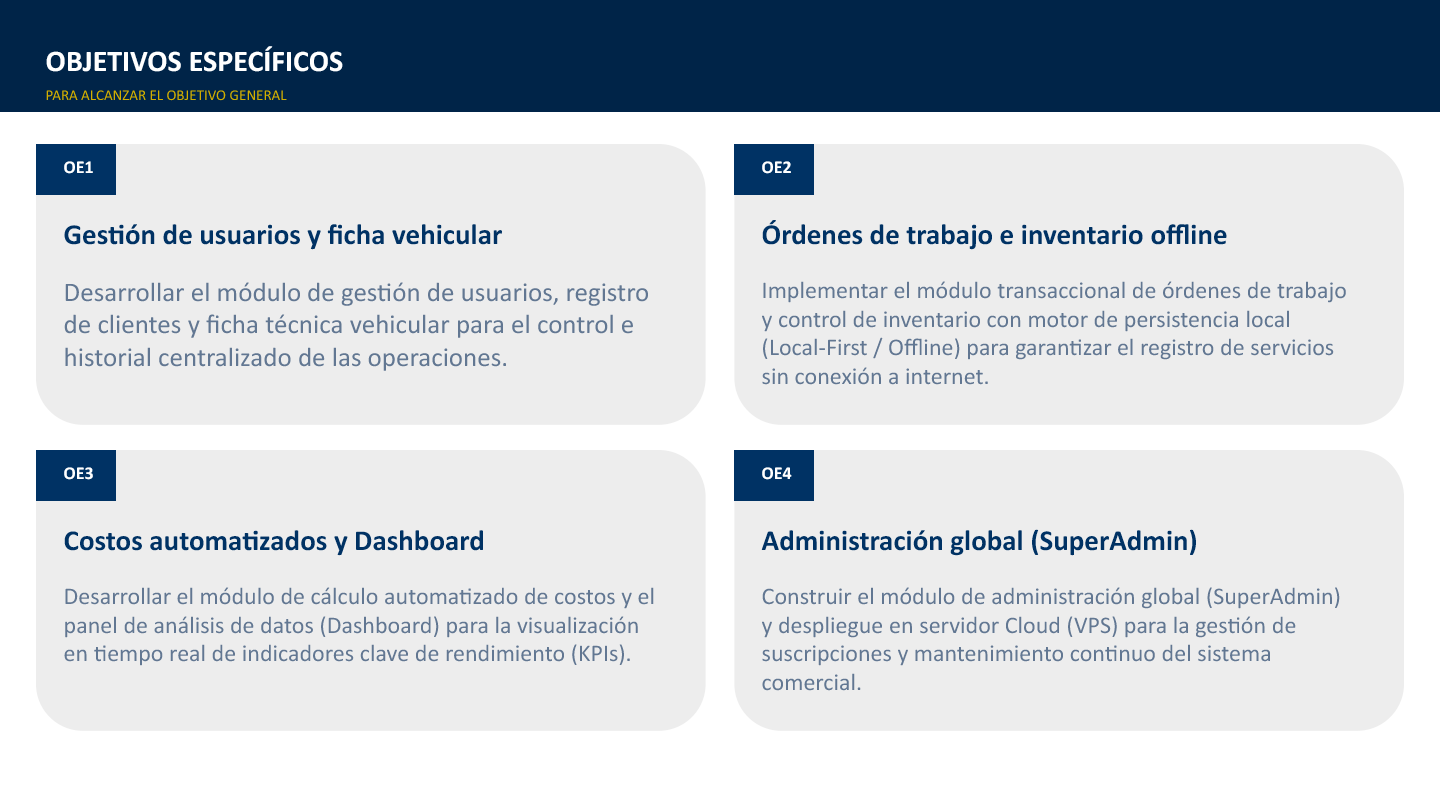 OBJETIVOS ESPECÍFICOS
PARA ALCANZAR EL OBJETIVO GENERAL
OE1
Gestión de usuarios y ficha vehicular
Desarrollar el módulo de gestión de usuarios, registro
de clientes y ficha técnica vehicular para el control e
historial centralizado de las operaciones.
OE2
Órdenes de trabajo e inventario offline
Implementar el módulo transaccional de órdenes de trabajo
y control de inventario con motor de persistencia local
(Local-First / Offline) para garantizar el registro de servicios
sin conexión a internet.
OE3
Costos automatizados y Dashboard
Desarrollar el módulo de cálculo automatizado de costos y el
panel de análisis de datos (Dashboard) para la visualización
en tiempo real de indicadores clave de rendimiento (KPIs).
OE4
Administración global (SuperAdmin)
Construir el módulo de administración global (SuperAdmin)
y despliegue en servidor Cloud (VPS) para la gestión de
suscripciones y mantenimiento continuo del sistema
comercial.